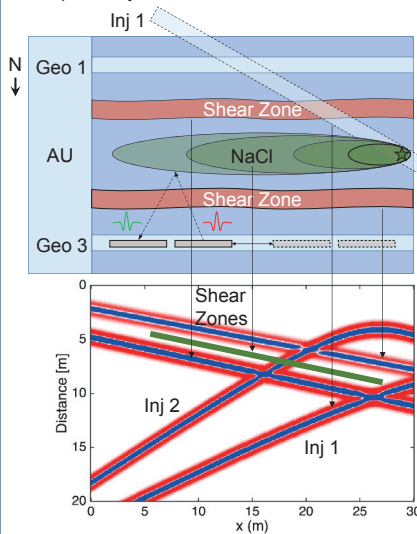 Inj 1
N
Geo 1
Shear Zone
AU
NaCl
Shear Zone
Geo 3
0
5
10
15
20
Distance [m]
Shear
Zones
Inj 2
Inj 1
0
5
10
15
20
25
30
x (m)